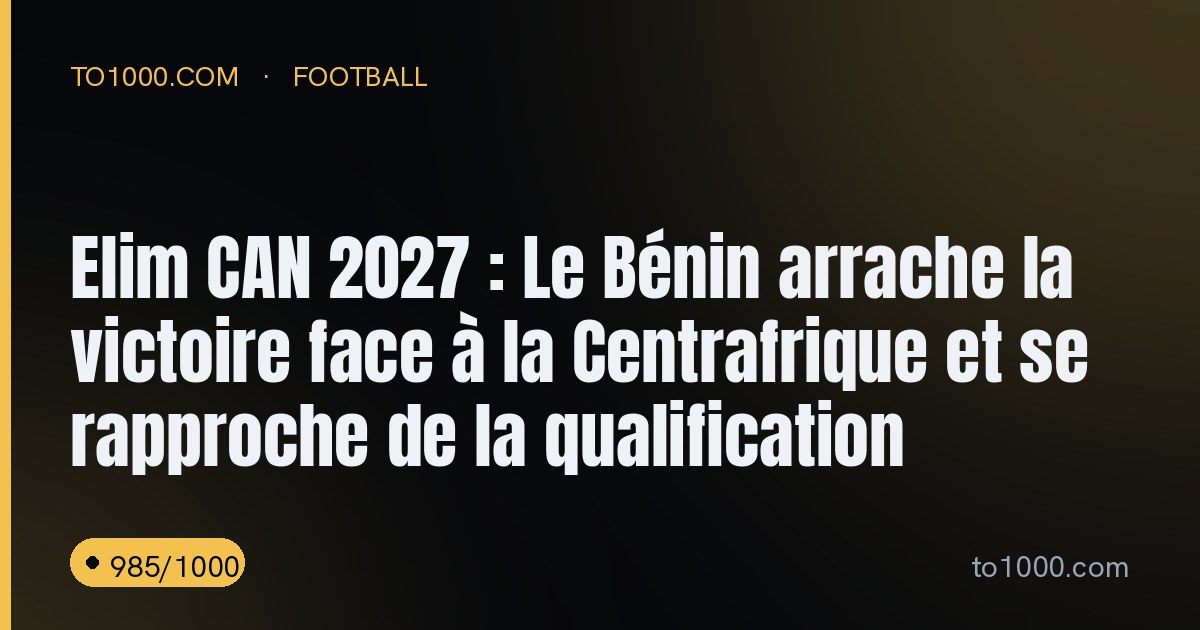 TO1000.COM · FOOTBALL
Elim CAN 2027 : Le Bénin arrache la
victoire face à la Centrafrique et se
rapproche de la qualification
985/1000
to1000.com